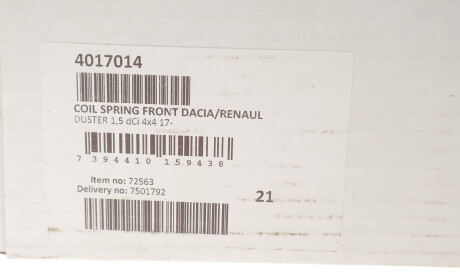 4017014
COIL SPRING FRONT DACIA/RENAUL
DUSTER 1,5 dCi 4x4 17-
7 394410 159438
Item no: 72563
Delivery no: 7501792
21